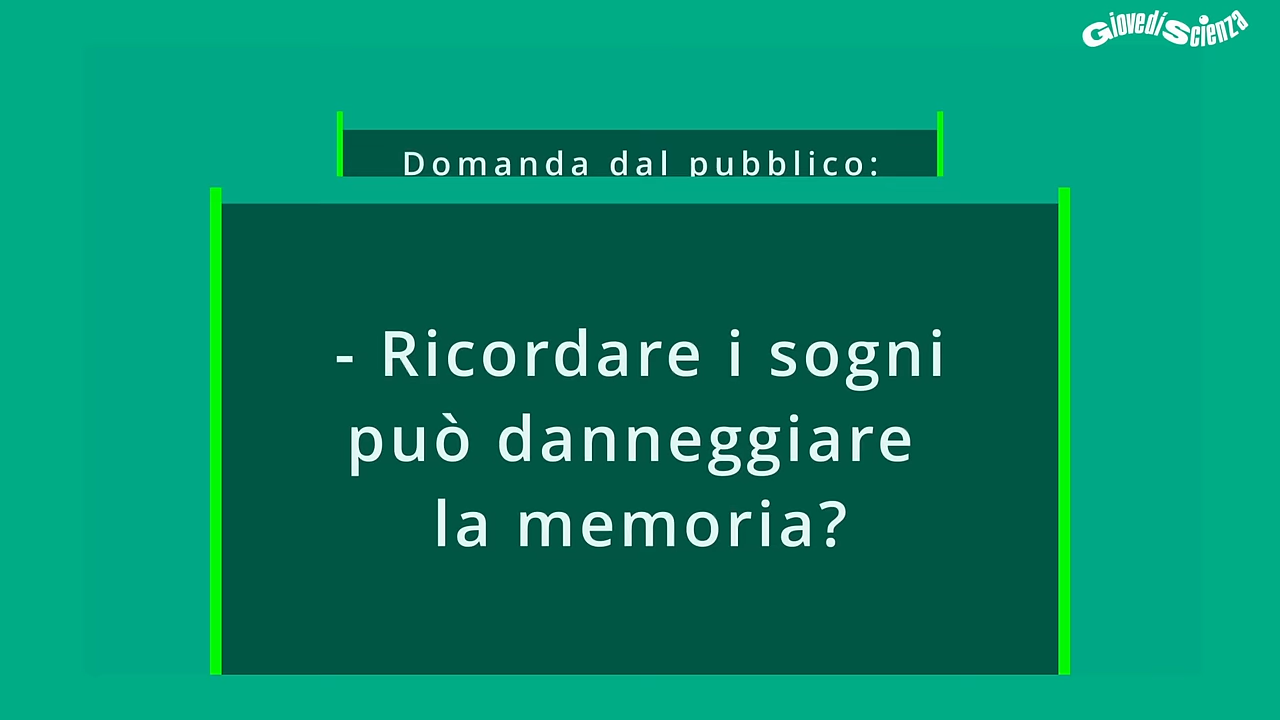 GiovedìScienza
Domanda dal pubblico:
- Ricordare i sogni
può danneggiare
la memoria?